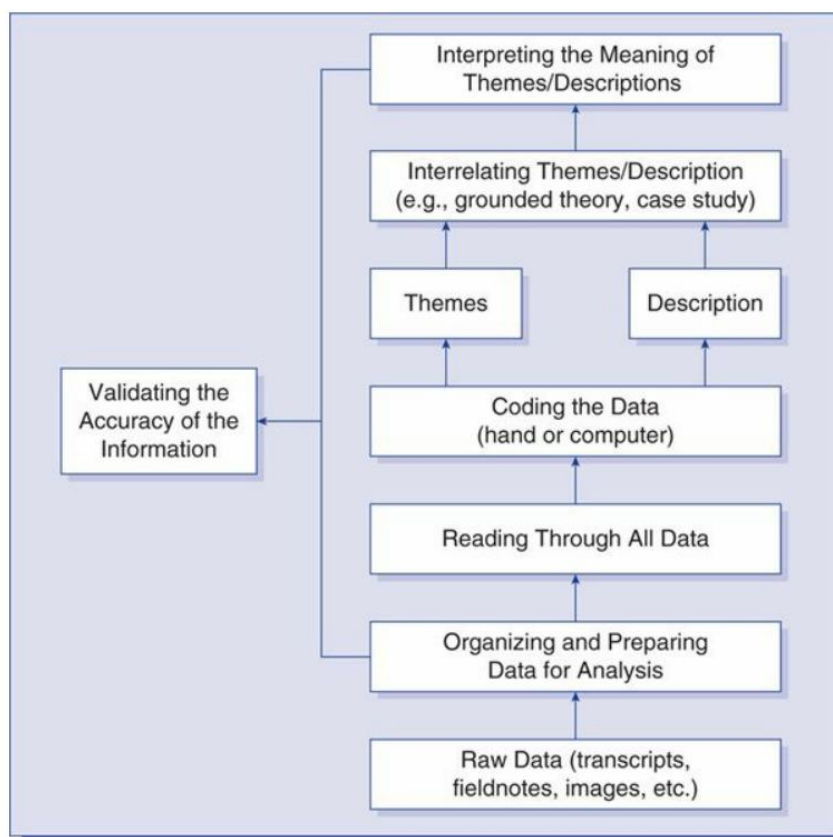 Interpreting the Meaning of
Themes/Descriptions
Interrelating Themes/Description
(e.g., grounded theory, case study)
Themes
Description
Validating the
Accuracy of the
Information
Coding the Data
(hand or computer)
Reading Through All Data
Organizing and Preparing
Data for Analysis
Raw Data (transcripts,
fieldnotes, images, etc.)